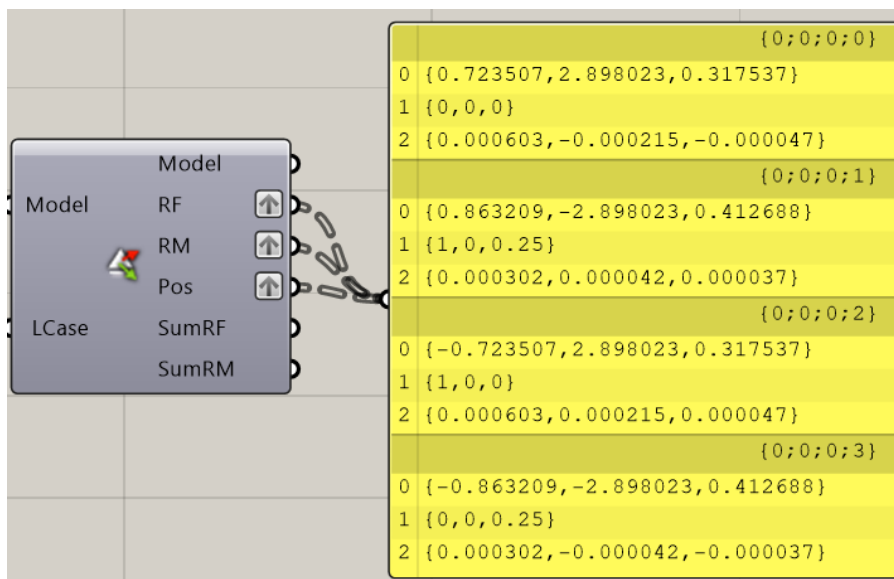 Model
Model
RF
RM
Pos
LCase
SumRF
SumRM
{0;0;0;0}
0 {0.723507,2.898023,0.317537}
1 {0,0,0}
2 {0.000603,-0.000215,-0.000047}
{0;0;0;1}
0 {0.863209,-2.898023,0.412688}
1 {1,0,0.25}
2 {0.000302,0.000042,0.000037}
{0;0;0;2}
0 {-0.723507,2.898023,0.317537}
1 {1,0,0}
2 {0.000603,0.000215,0.000047}
{0;0;0;3}
0 {-0.863209,-2.898023,0.412688}
1 {0,0,0.25}
2 {0.000302,-0.000042,-0.000037}